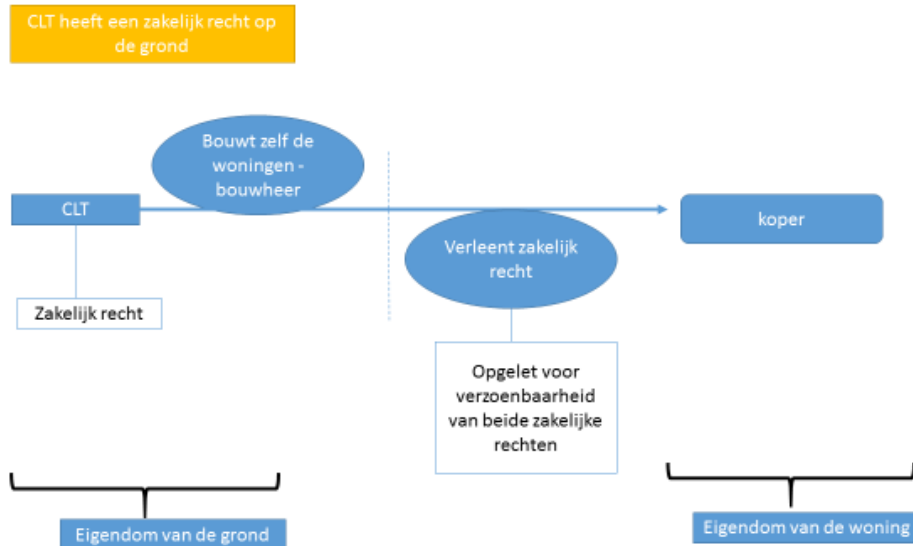 CLT heeft een zakelijk recht op
de grond
Bouwt zelf de
woningen -
bouwheer
CLT
koper
Verleent zakelijk
recht
Zakelijk recht
Opgelet voor
verzoenbaarheid
van beide zakelijke
rechten
Eigendom van de grond
Eigendom van de woning